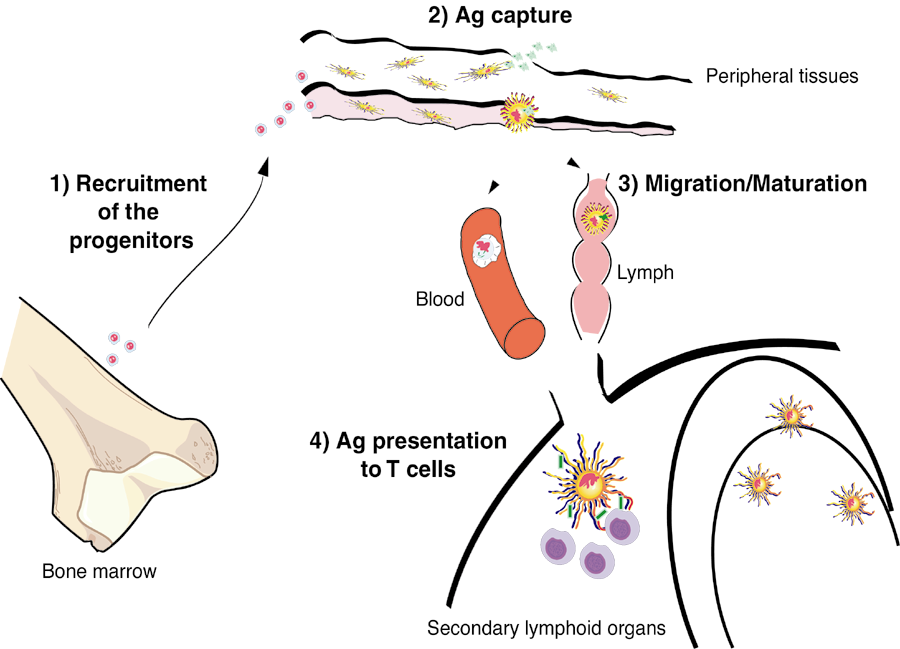 2) Ag capture
Peripheral tissues
1) Recruitment
of the
progenitors
3) Migration/Maturation
Lymph
Blood
4) Ag presentation
to T cells
Bone marrow
Secondary lymphoid organs